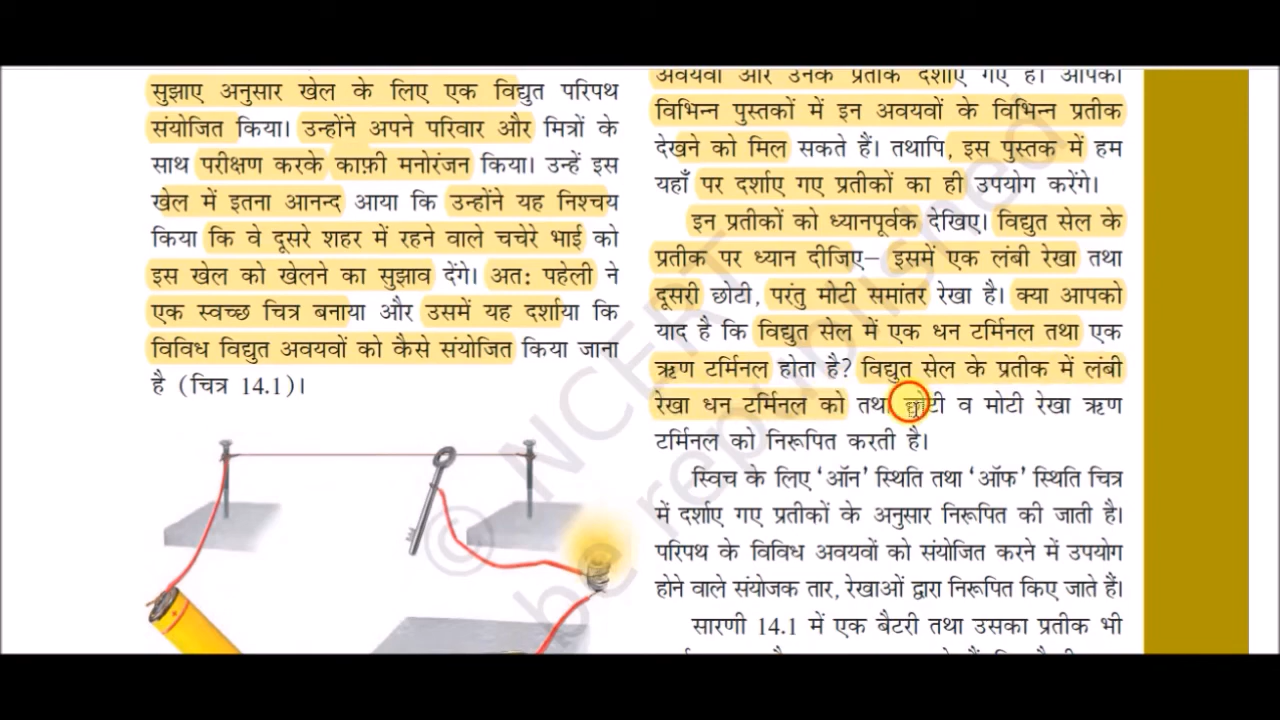 सुझाए अनुसार खेल के लिए एक विद्युत परिपथ
संयोजित किया। उन्होंने अपने परिवार और मित्रों के
साथ परीक्षण करके काफ़ी मनोरंजन किया। उन्हें इस
खेल में इतना आनन्द आया कि उन्होंने यह निश्चय
किया कि वे दूसरे शहर में रहने वाले चचेरे भाई को
इस खेल को खेलने का सुझाव देंगे। अतः पहेली ने
एक स्वच्छ चित्र बनाया और उसमें यह दर्शाया कि
विविध विद्युत अवयवों को कैसे संयोजित किया जाना
है (चित्र 14.1)।
अवयवों और उनके प्रतीक दर्शाए गए हैं। आपको
विभिन्न पुस्तकों में इन अवयवों के विभिन्न प्रतीक
देखने को मिल सकते हैं। तथापि, इस पुस्तक में हम
यहाँ पर दर्शाए गए प्रतीकों का ही उपयोग करेंगे।
इन प्रतीकों को ध्यानपूर्वक देखिए। विद्युत सेल के
प्रतीक पर ध्यान दीजिए– इसमें एक लंबी रेखा तथा
दूसरी छोटी, परंतु मोटी समांतर रेखा है। क्या आपको
याद है कि विद्युत सेल में एक धन टर्मिनल तथा एक
ऋण टर्मिनल होता है? विद्युत सेल के प्रतीक में लंबी
रेखा धन टर्मिनल को तथा छोटी व मोटी रेखा ऋण
टर्मिनल को निरूपित करती है।
स्विच के लिए ‘ऑन’ स्थिति तथा ‘ऑफ’ स्थिति चित्र
में दर्शाए गए प्रतीकों के अनुसार निरूपित की जाती है।
परिपथ के विविध अवयवों को संयोजित करने में उपयोग
होने वाले संयोजक तार, रेखाओं द्वारा निरूपित किए जाते हैं।
सारणी 14.1 में एक बैटरी तथा उसका प्रतीक भी
© NCERT
be republished